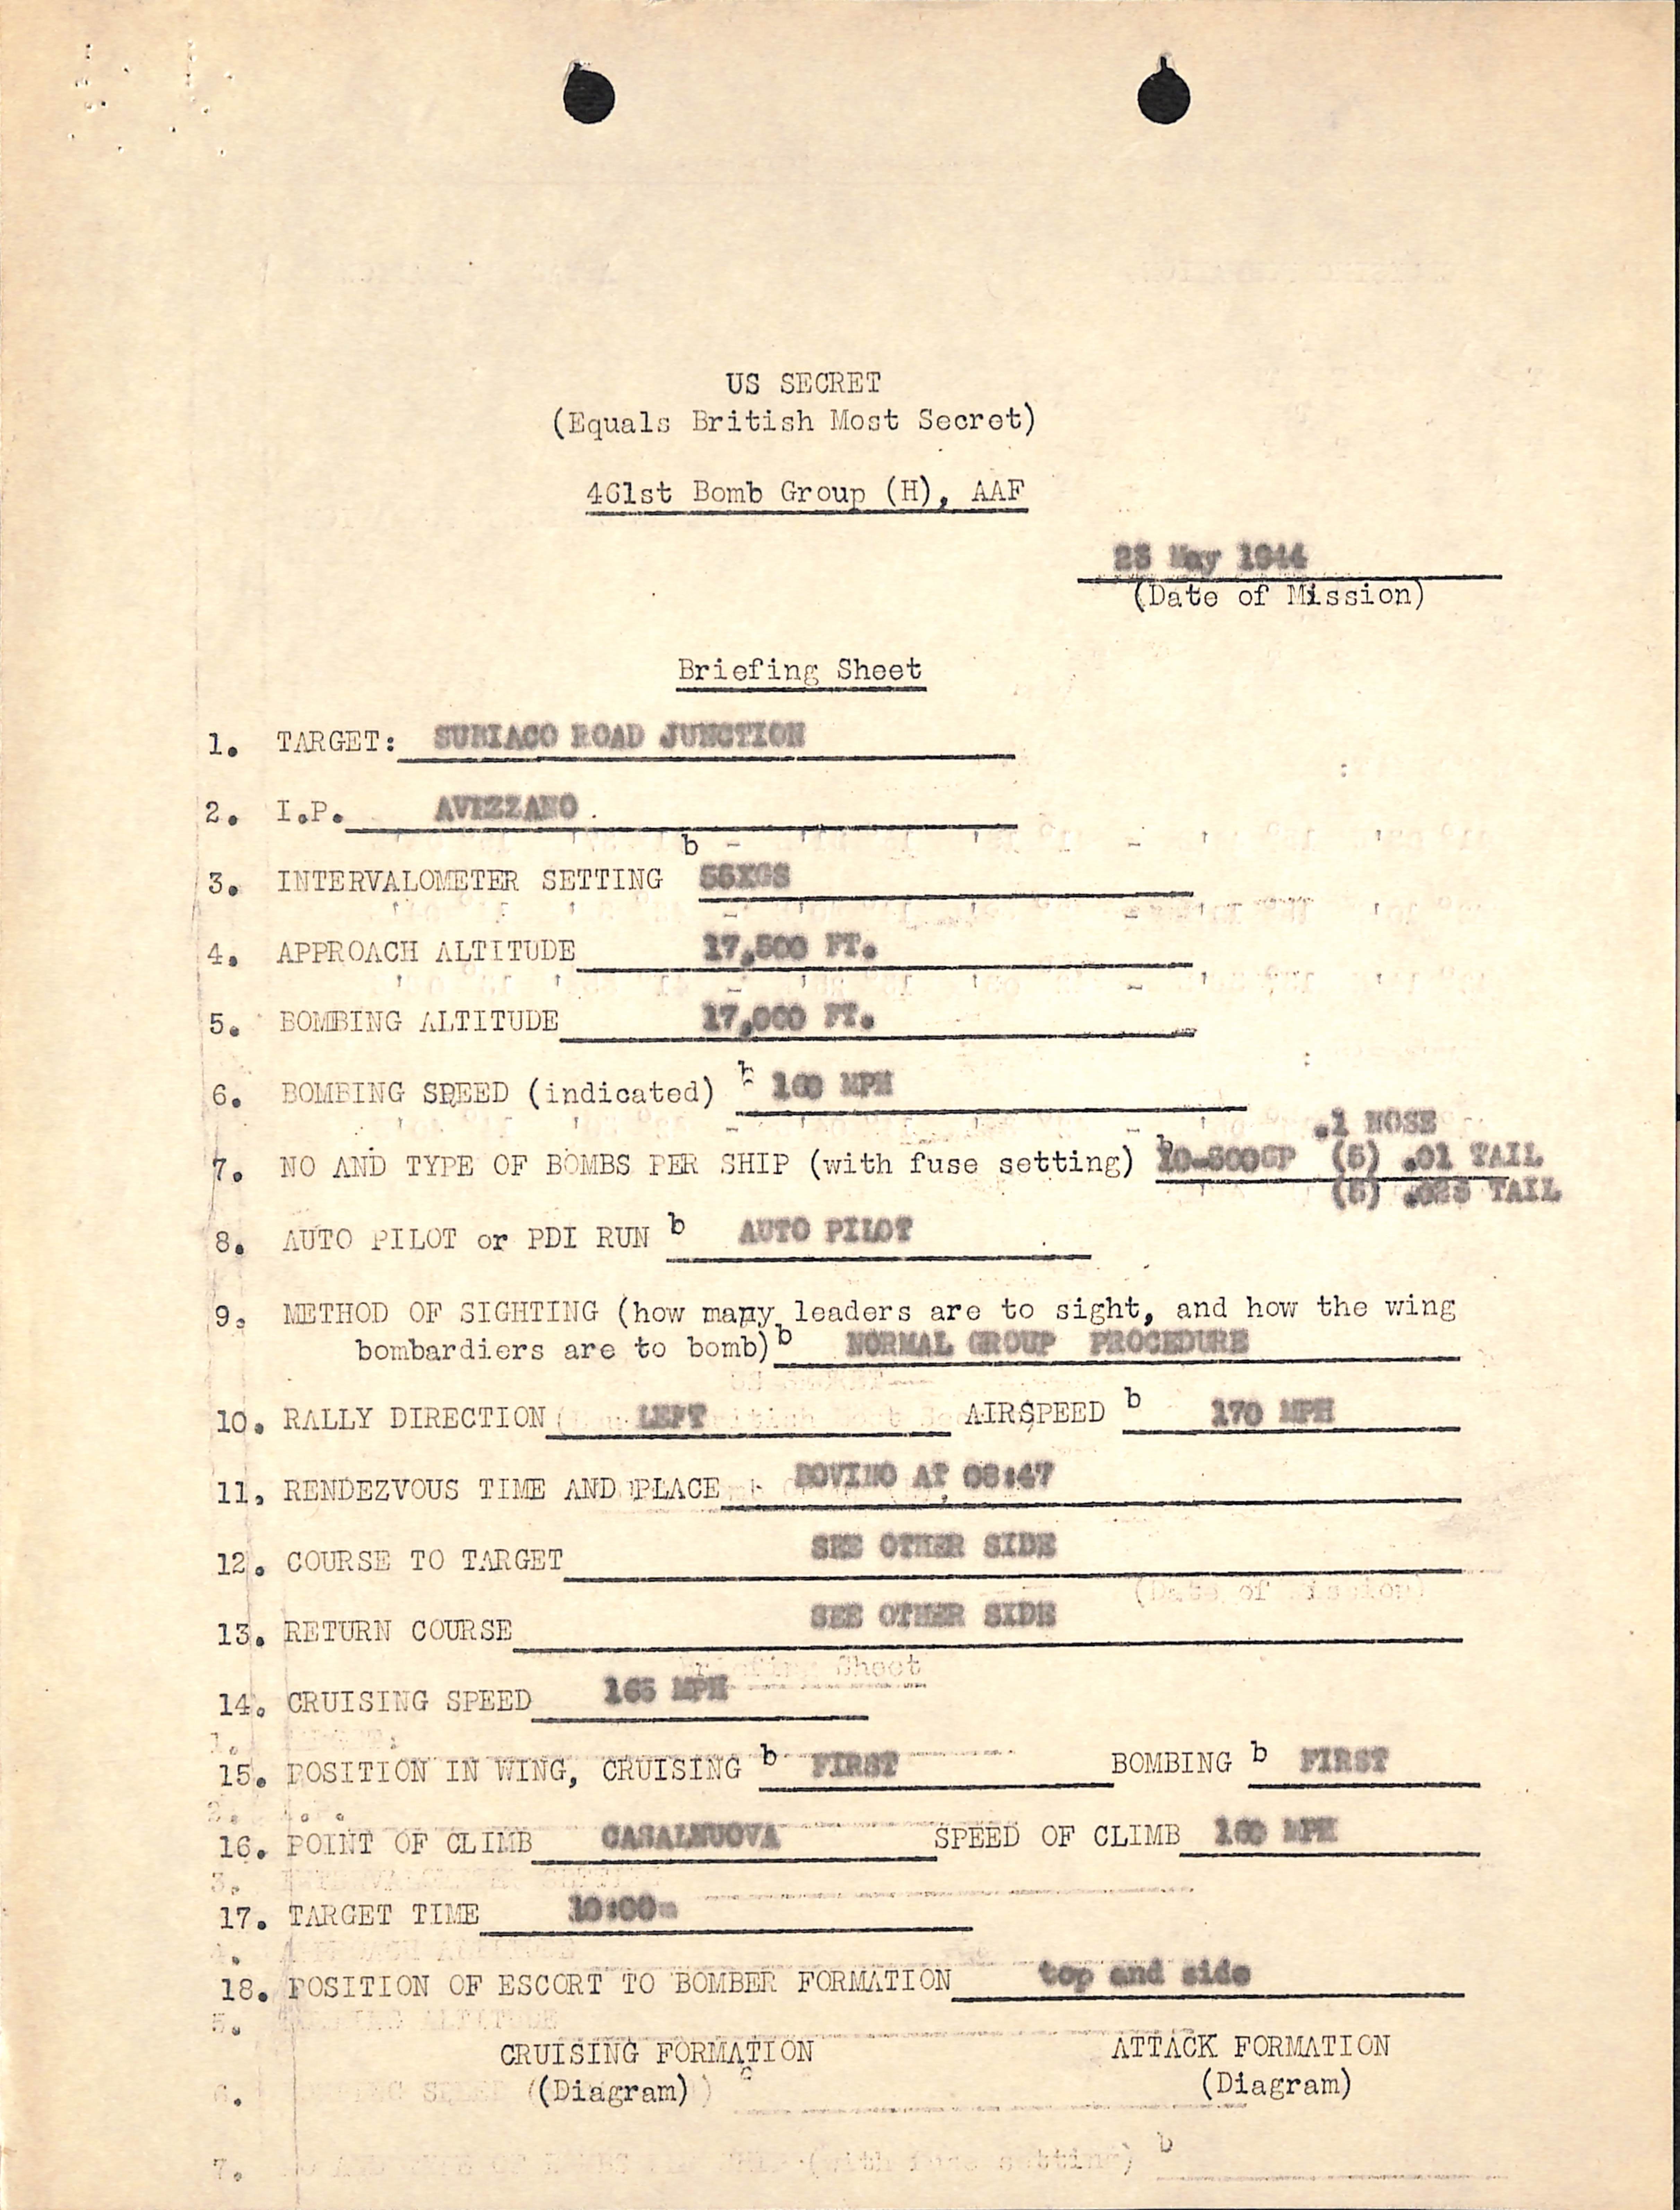 US SECRET
(Equals British Most Secret)
461st Bomb Group (H), AAF
23 May 1944
(Date of Mission)
Briefing Sheet
1. TARGET: SUBIACO ROAD JUNCTION
2. I.P. AVEZZANO
3. INTERVALOMETER SETTING b
4. APPROACH ALTITUDE 17,500 FT.
5. BOMBING ALTITUDE 17,000 FT.
6. BOMBING SPEED (indicated) b 160 MPH
.1 NOSE
7. NO AND TYPE OF BOMBS PER SHIP (with fuse setting) b 10-500GP (5) .01 TAIL
(5) .025 TAIL
8. AUTO PILOT or PDI RUN b AUTO PILOT
9. METHOD OF SIGHTING (how many leaders are to sight, and how the wing
bombardiers are to bomb) b NORMAL GROUP PROCEDURE
10. RALLY DIRECTION LEFT AIRSPEED b 170 MPH
11. RENDEZVOUS TIME AND PLACE BOVINO AT 08:47
12. COURSE TO TARGET SEE OTHER SIDE
13. RETURN COURSE SEE OTHER SIDE
14. CRUISING SPEED 165 MPH
15. POSITION IN WING, CRUISING b FIRST BOMBING b FIRST
16. POINT OF CLIMB CASALNUOVA SPEED OF CLIMB 160 MPH
17. TARGET TIME 10:00
18. POSITION OF ESCORT TO BOMBER FORMATION top and side
CRUISING FORMATION ATTACK FORMATION
(Diagram) (Diagram)